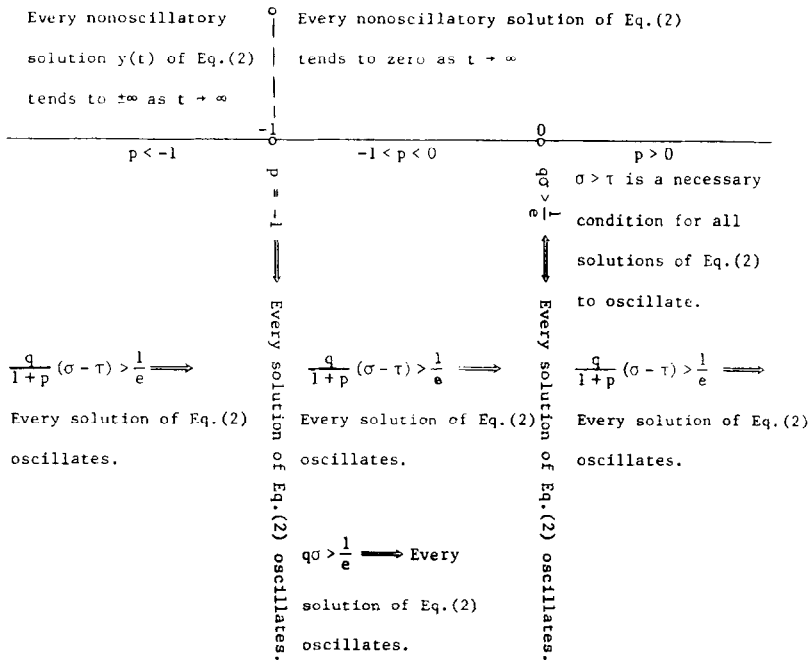 Every nonoscillatory
solution y(t) of Eq.(2)
tends to ±∞ as t → ∞
Every nonoscillatory solution of Eq.(2)
tends to zero as t → ∞
-1
0
p < -1
-1 < p < 0
p > 0
p = -1 ⟹ Every solution of Eq.(2) oscillates.
qσ > 1/e ⟺ Every solution of Eq.(2) oscillates.
σ > τ is a necessary
condition for all
solutions of Eq.(2)
to oscillate.
q/(1 + p) (σ - τ) > 1/e ⟹
Every solution of Eq.(2)
oscillates.
q/(1 + p) (σ - τ) > 1/e ⟹
Every solution of Eq.(2)
oscillates.
q/(1 + p) (σ - τ) > 1/e ⟹
Every solution of Eq.(2)
oscillates.
qσ > 1/e ⟹ Every
solution of Eq.(2)
oscillates.